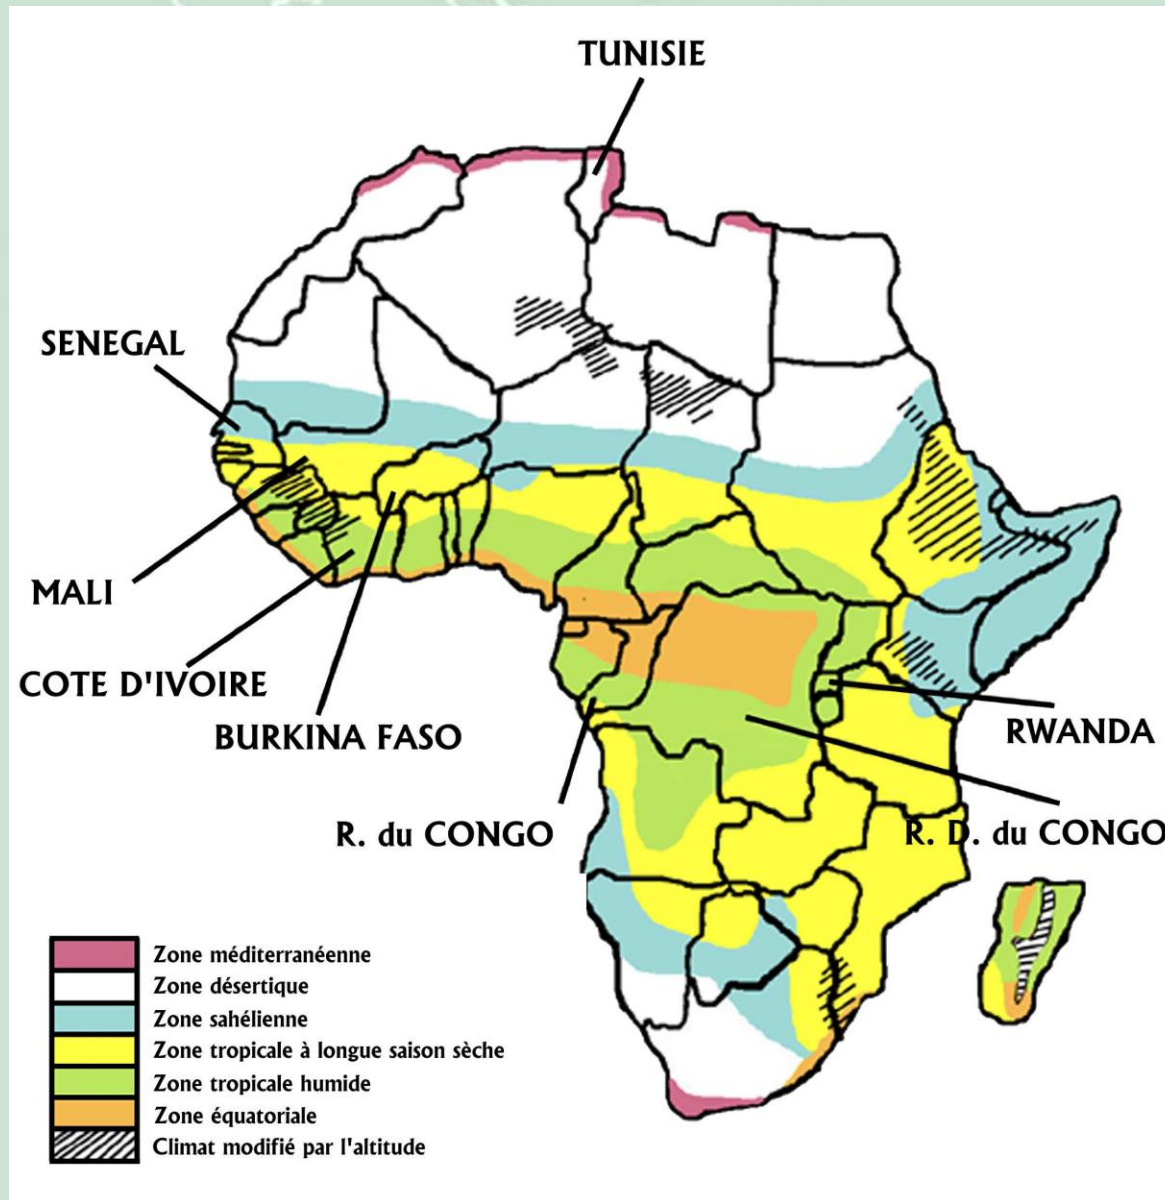 TUNISIE
SENEGAL
MALI
COTE D'IVOIRE
BURKINA FASO
RWANDA
R. du CONGO
R. D. du CONGO
Zone méditerranéenne
Zone désertique
Zone sahélienne
Zone tropicale à longue saison sèche
Zone tropicale humide
Zone équatoriale
Climat modifié par l'altitude